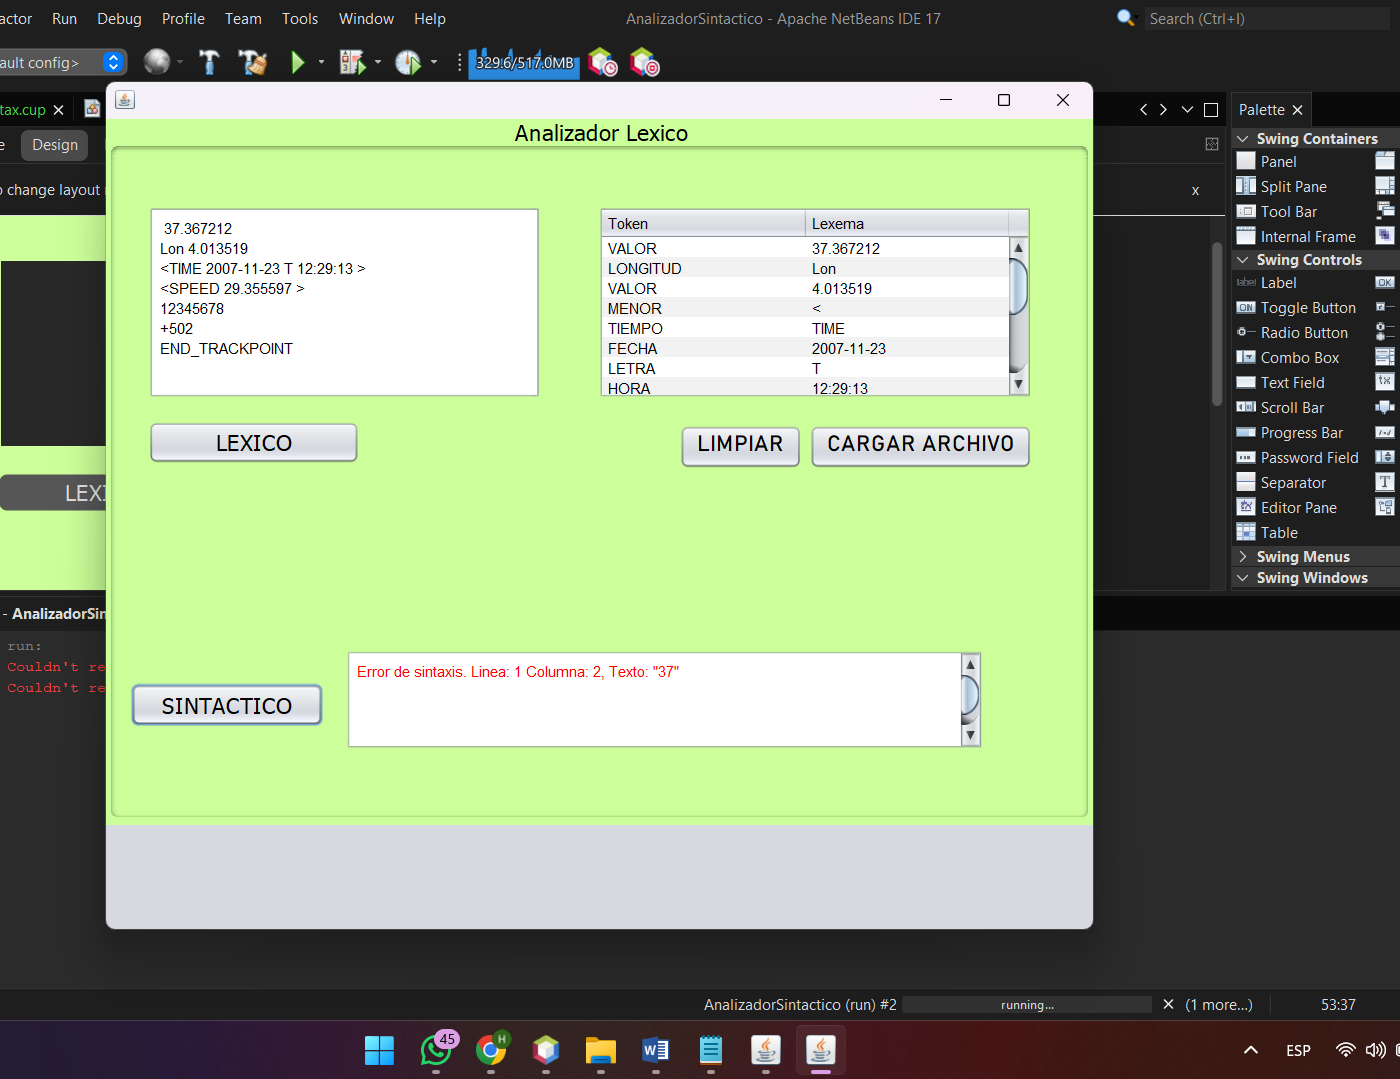 actor Run Debug Profile Team Tools Window Help AnalizadorSintactico - Apache NetBeans IDE 17 Search (Ctrl+I)
ault config> 329.6/517.0MB
tax.cup Palette
Analizador Lexico
Design
Swing Containers
Panel
o change layout x
Split Pane
Tool Bar
Internal Frame
Swing Controls
Label
Toggle Button
Radio Button
Combo Box
Text Field
Scroll Bar
Progress Bar
Password Field
Separator
Editor Pane
Table
Swing Menus
Swing Windows
37.367212
Lon 4.013519
<TIME 2007-11-23 T 12:29:13 >
<SPEED 29.355597 >
12345678
+502
END_TRACKPOINT
Token Lexema
VALOR 37.367212
LONGITUD Lon
VALOR 4.013519
MENOR <
TIEMPO TIME
FECHA 2007-11-23
LETRA T
HORA 12:29:13
LEXICO LIMPIAR CARGAR ARCHIVO
LEXI
- AnalizadorSin
run:
Couldn't re
Couldn't re
SINTACTICO
Error de sintaxis. Linea: 1 Columna: 2, Texto: "37"
AnalizadorSintactico (run) #2 running... (1 more...) 53:37
45 H ESP